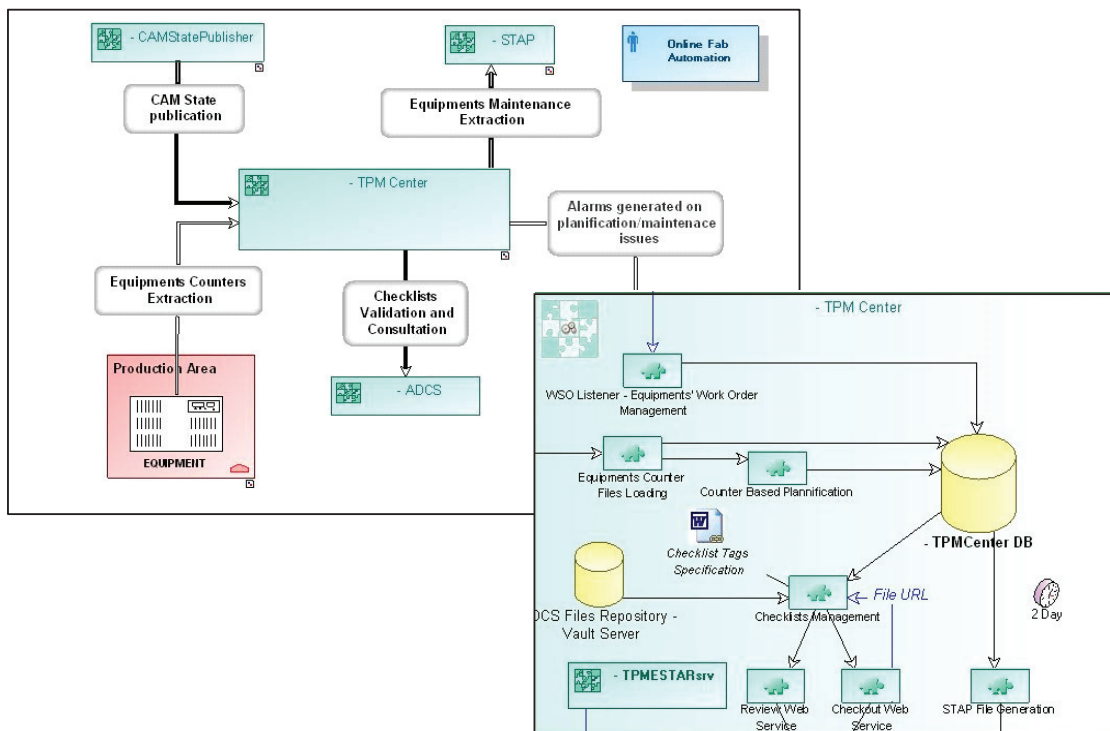 - CAMStatePublisher
- STAP
Online Fab
Automation
CAM State
publication
Equipments Maintenance
Extraction
- TPM Center
Alarms generated on
planification/maintenace
issues
Equipments Counters
Extraction
Checklists
Validation and
Consultation
Production Area
EQUIPMENT
- ADCS
- TPM Center
WSO Listener - Equipments' Work Order
Management
Equipments Counter
Files Loading
Counter Based Plannification
- TPMCenter DB
W
Checklist Tags
Specification
DCS Files Repository -
Vault Server
File URL
Checklists Management
2 Day
- TPMESTARsrv
Review Web
Service
Checkout Web
Service
STAP File Generation